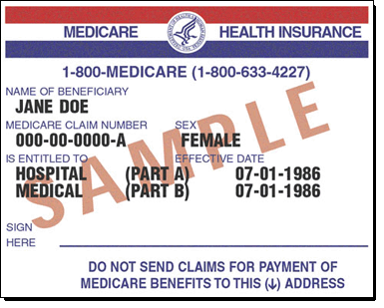 MEDICARE HEALTH INSURANCE
1-800-MEDICARE (1-800-633-4227)
NAME OF BENEFICIARY
JANE DOE
MEDICARE CLAIM NUMBER SEX
000-00-0000-A FEMALE
IS ENTITLED TO EFFECTIVE DATE
HOSPITAL (PART A) 07-01-1986
MEDICAL (PART B) 07-01-1986
SAMPLE
SIGN
HERE
DO NOT SEND CLAIMS FOR PAYMENT OF
MEDICARE BENEFITS TO THIS (↓) ADDRESS